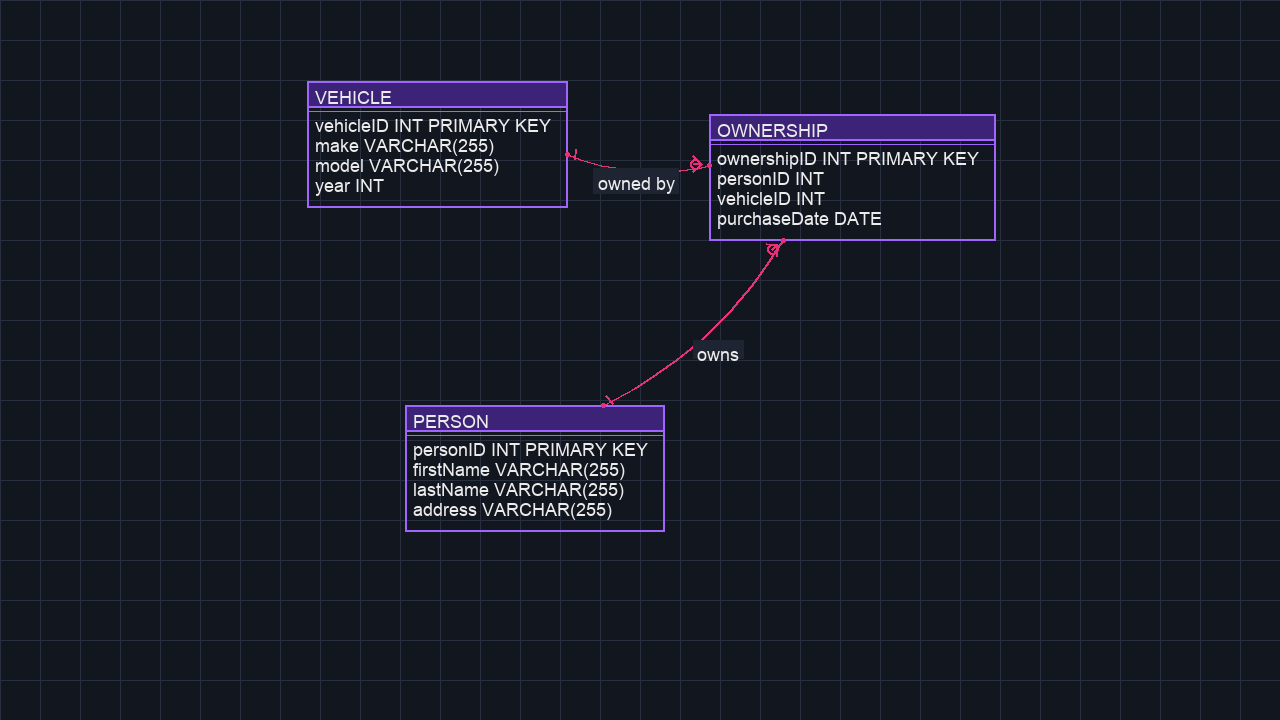 VEHICLE
vehicleID INT PRIMARY KEY
make VARCHAR(255)
model VARCHAR(255)
year INT
OWNERSHIP
ownershipID INT PRIMARY KEY
personID INT
vehicleID INT
purchaseDate DATE
owned by
owns
PERSON
personID INT PRIMARY KEY
firstName VARCHAR(255)
lastName VARCHAR(255)
address VARCHAR(255)